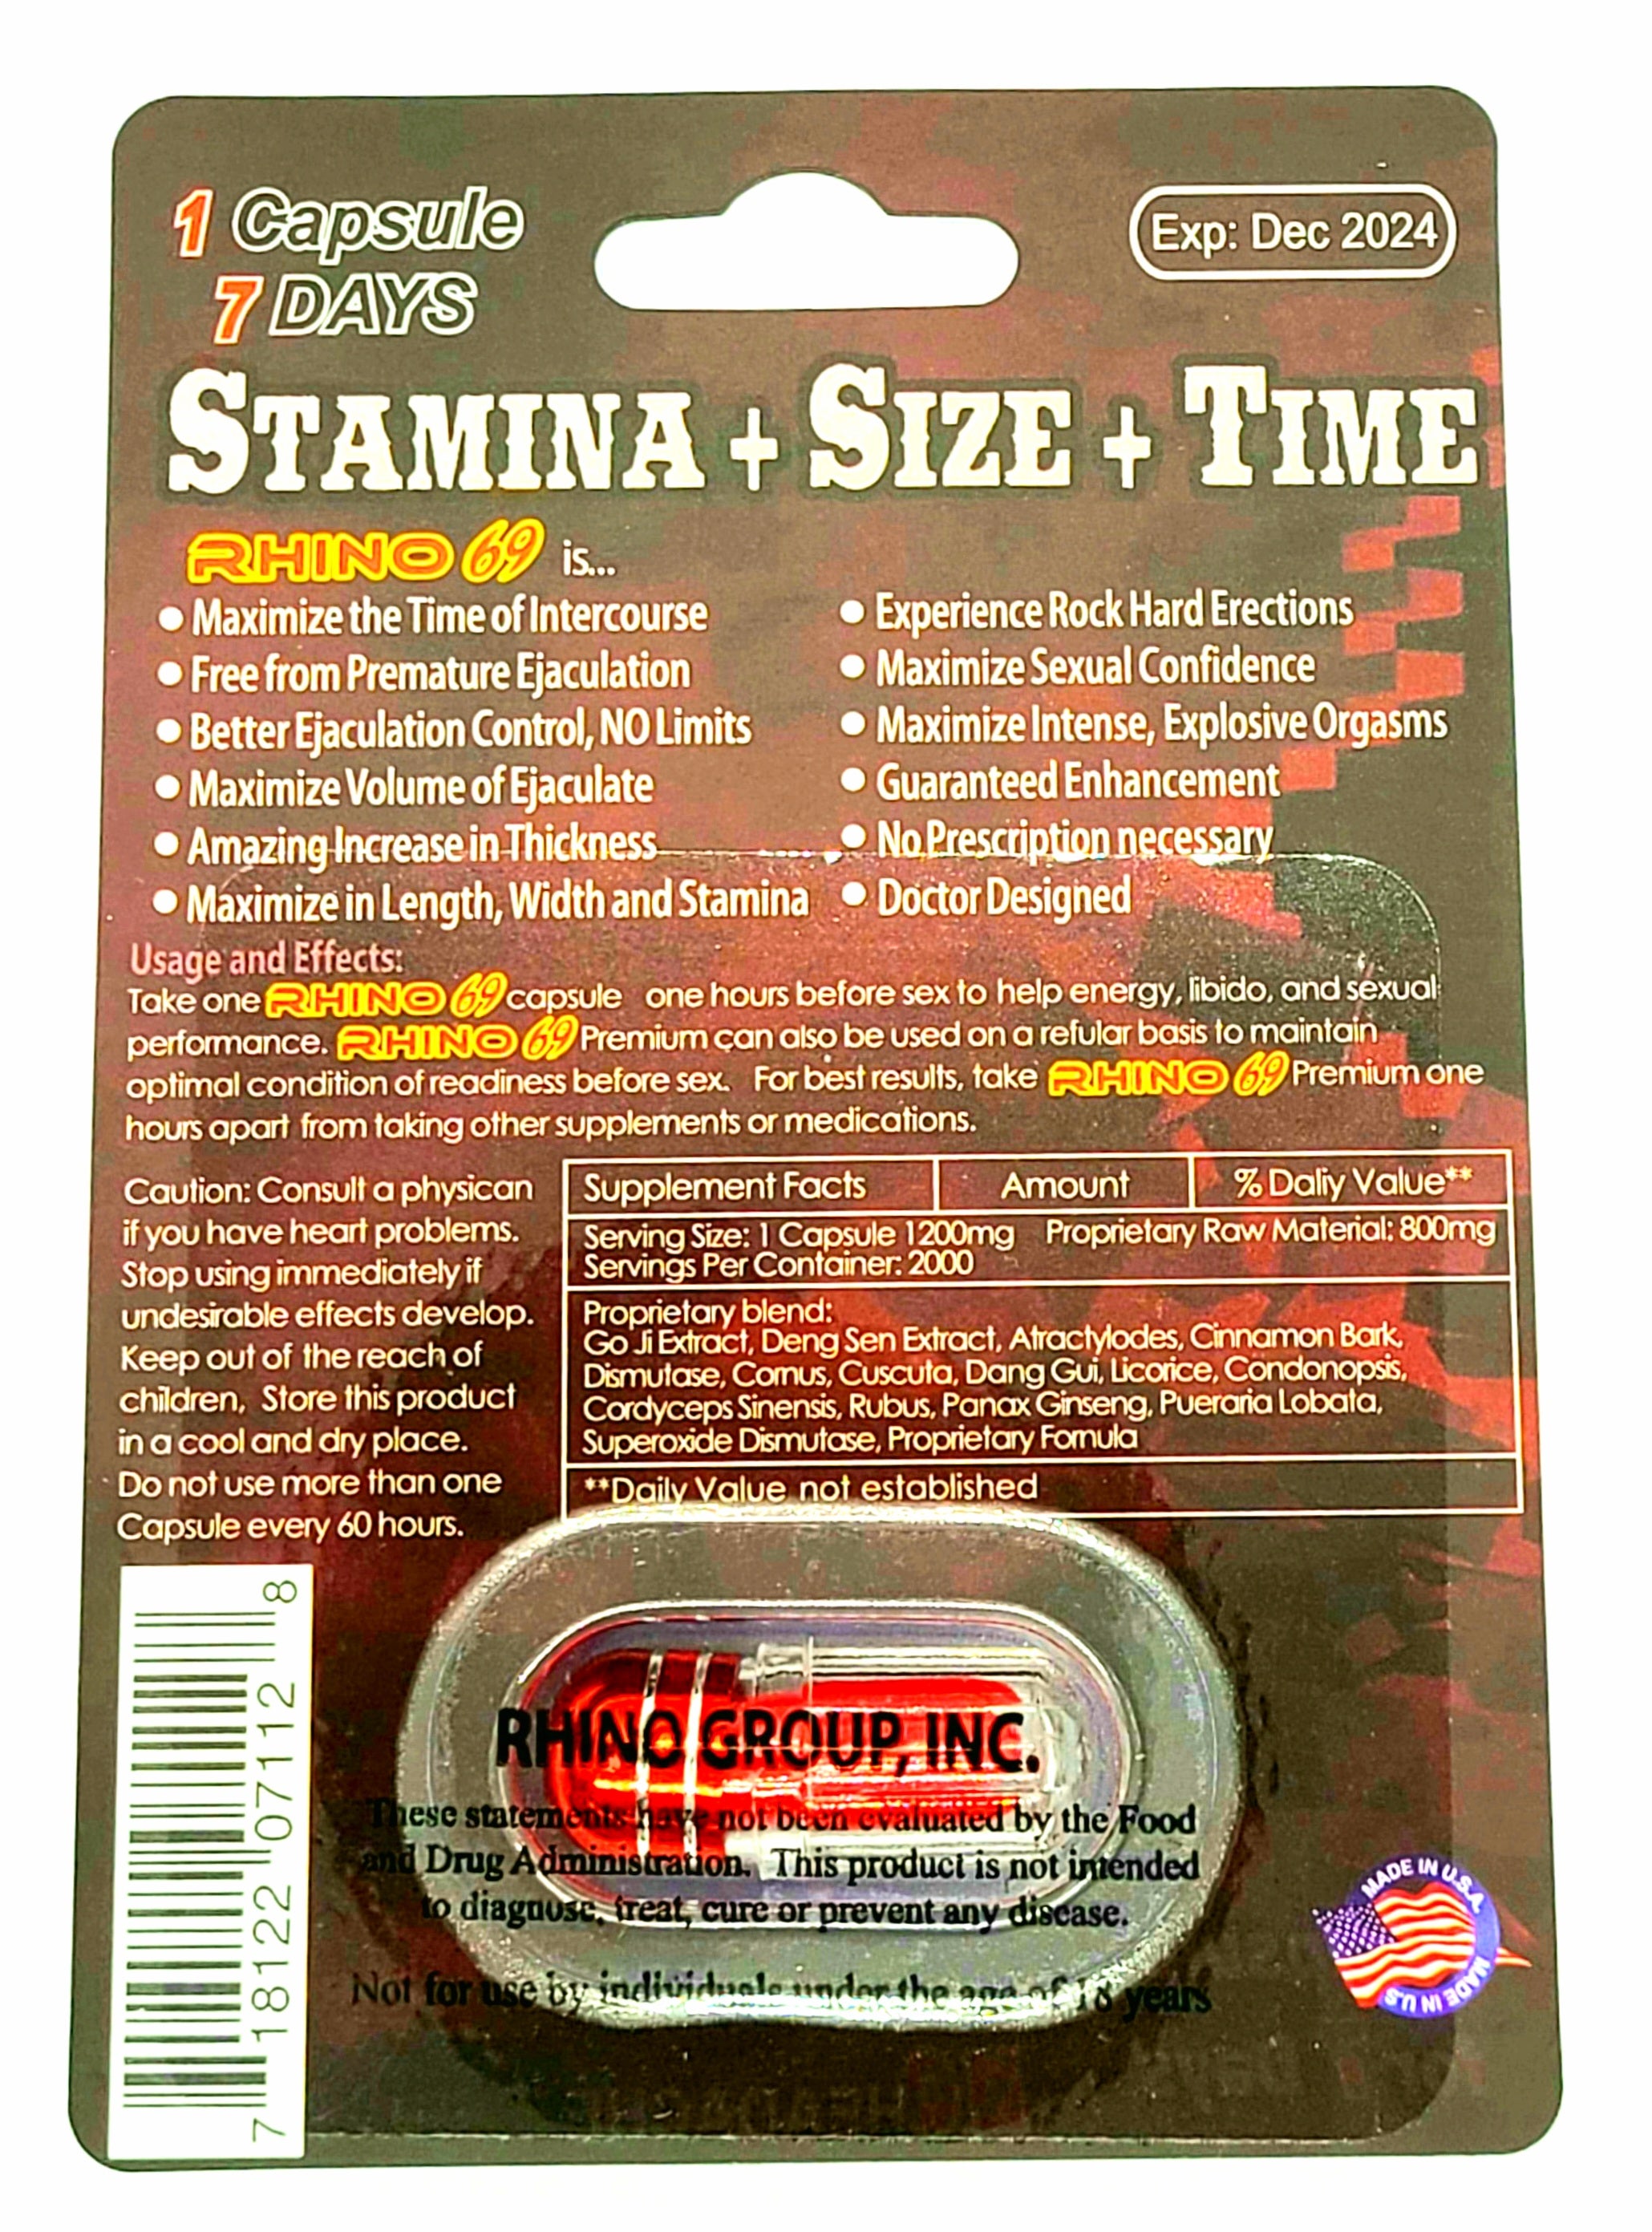 1 Capsule
7 DAYS
Exp: Dec 2024
STAMINA + SIZE + TIME
RHINO 69 is...
• Maximize the Time of Intercourse
• Free from Premature Ejaculation
• Better Ejaculation Control, NO Limits
• Maximize Volume of Ejaculate
• Amazing Increase in Thickness
• Maximize in Length, Width and Stamina
• Experience Rock Hard Erections
• Maximize Sexual Confidence
• Maximize Intense, Explosive Orgasms
• Guaranteed Enhancement
• No Prescription necessary
• Doctor Designed
Usage and Effects:
Take one RHINO 69 capsule one hours before sex to help energy, libido, and sexual
performance. RHINO 69 Premium can also be used on a refular basis to maintain
optimal condition of readiness before sex. For best results, take RHINO 69 Premium one
hours apart from taking other supplements or medications.
Caution: Consult a physican
if you have heart problems.
Stop using immediately if
undesirable effects develop.
Keep out of the reach of
children, Store this product
in a cool and dry place.
Do not use more than one
Capsule every 60 hours.
Supplement Facts Amount % Daliy Value**
Serving Size: 1 Capsule 1200mg Proprietary Raw Material: 800mg
Servings Per Container: 2000
Proprietary blend:
Go Ji Extract, Deng Sen Extract, Atractylodes, Cinnamon Bark,
Dismutase, Cornus, Cuscuta, Dang Gui, Licorice, Condonopsis,
Cordyceps Sinensis, Rubus, Panax Ginseng, Pueraria Lobata,
Superoxide Dismutase, Proprietary Fornula
**Daily Value not established
7 18122 07112 8
RHINO GROUP, INC.
These statements have not been evaluated by the Food
and Drug Administration. This product is not intended
to diagnose, treat, cure or prevent any disease.
Not for use by individuals under the age of 18 years
MADE IN U.S.A.
MADE IN U.S